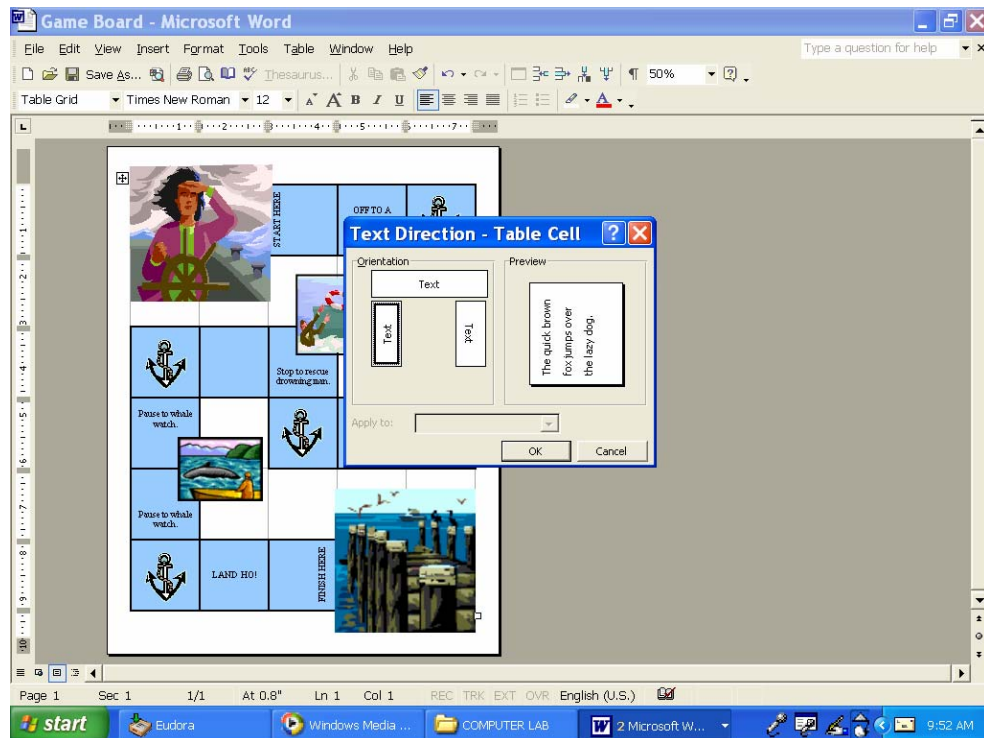 Game Board - Microsoft Word
File Edit View Insert Format Tools Table Window Help
Type a question for help
Save As... Thesaurus... 50%
Table Grid Times New Roman 12 A A B I U A
1 2 4 5 7
START HERE
OFF TO A
Stop to rescue
drowning man.
Pause to whale
watch.
Pause to whale
watch.
LAND HO!
FINISH HERE
Text Direction - Table Cell
Orientation
Text
Text
Text
Preview
The quick brown
fox jumps over
the lazy dog.
Apply to:
OK Cancel
Page 1 Sec 1 1/1 At 0.8" Ln 1 Col 1 REC TRK EXT OVR English (U.S.)
start Eudora Windows Media ... COMPUTER LAB 2 Microsoft W... 9:52 AM